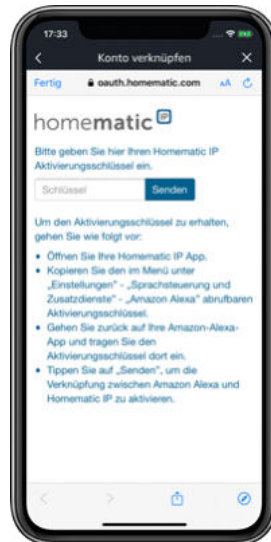 17:33
Konto verknüpfen
Fertig oauth.homematic.com AA
homematic IP
Bitte geben Sie hier Ihren Homematic IP
Aktivierungsschlüssel ein.
Schlüssel Senden
Um den Aktivierungsschlüssel zu erhalten,
gehen Sie wie folgt vor:
• Öffnen Sie Ihre Homematic IP App.
• Kopieren Sie den im Menü unter
„Einstellungen" - „Sprachsteuerung und
Zusatzdienste" - „Amazon Alexa" abrufbaren
Aktivierungsschlüssel.
• Gehen Sie zurück auf Ihre Amazon-Alexa-
App und tragen Sie den
Aktivierungsschlüssel dort ein.
• Tippen Sie auf „Senden", um die
Verknüpfung zwischen Amazon Alexa und
Homematic IP zu aktivieren.